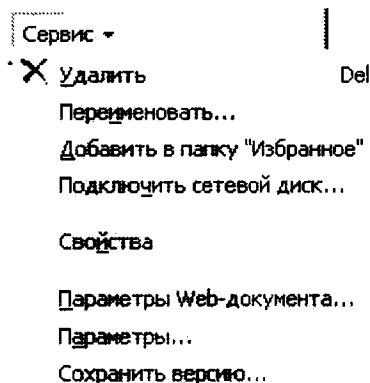 Сервис
Удалить Del
Переименовать...
Добавить в папку "Избранное"
Подключить сетевой диск...
Свойства
Параметры Web-документа...
Параметры...
Сохранить версию...